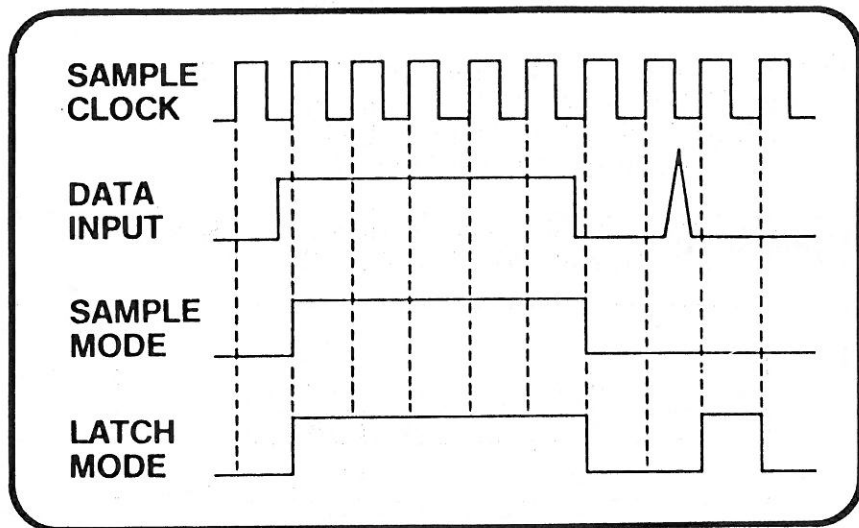 SAMPLE
CLOCK
DATA
INPUT
SAMPLE
MODE
LATCH
MODE